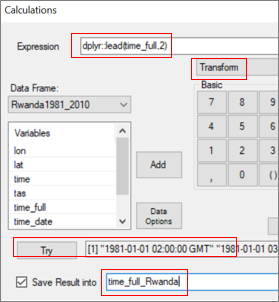 Calculations
Expression dplyr::lead(time_full,2)
Transform
Data Frame:
Basic
Rwanda1981_2010
7 8 9
Variables
4 5 6
lon
lat
1 2 3
time
Add
, 0 ()
tas
time_full
Data
time_date
Options
Try [1] "1981-01-01 02:00:00 GMT" "1981-01-01 03
Save Result into time_full_Rwanda